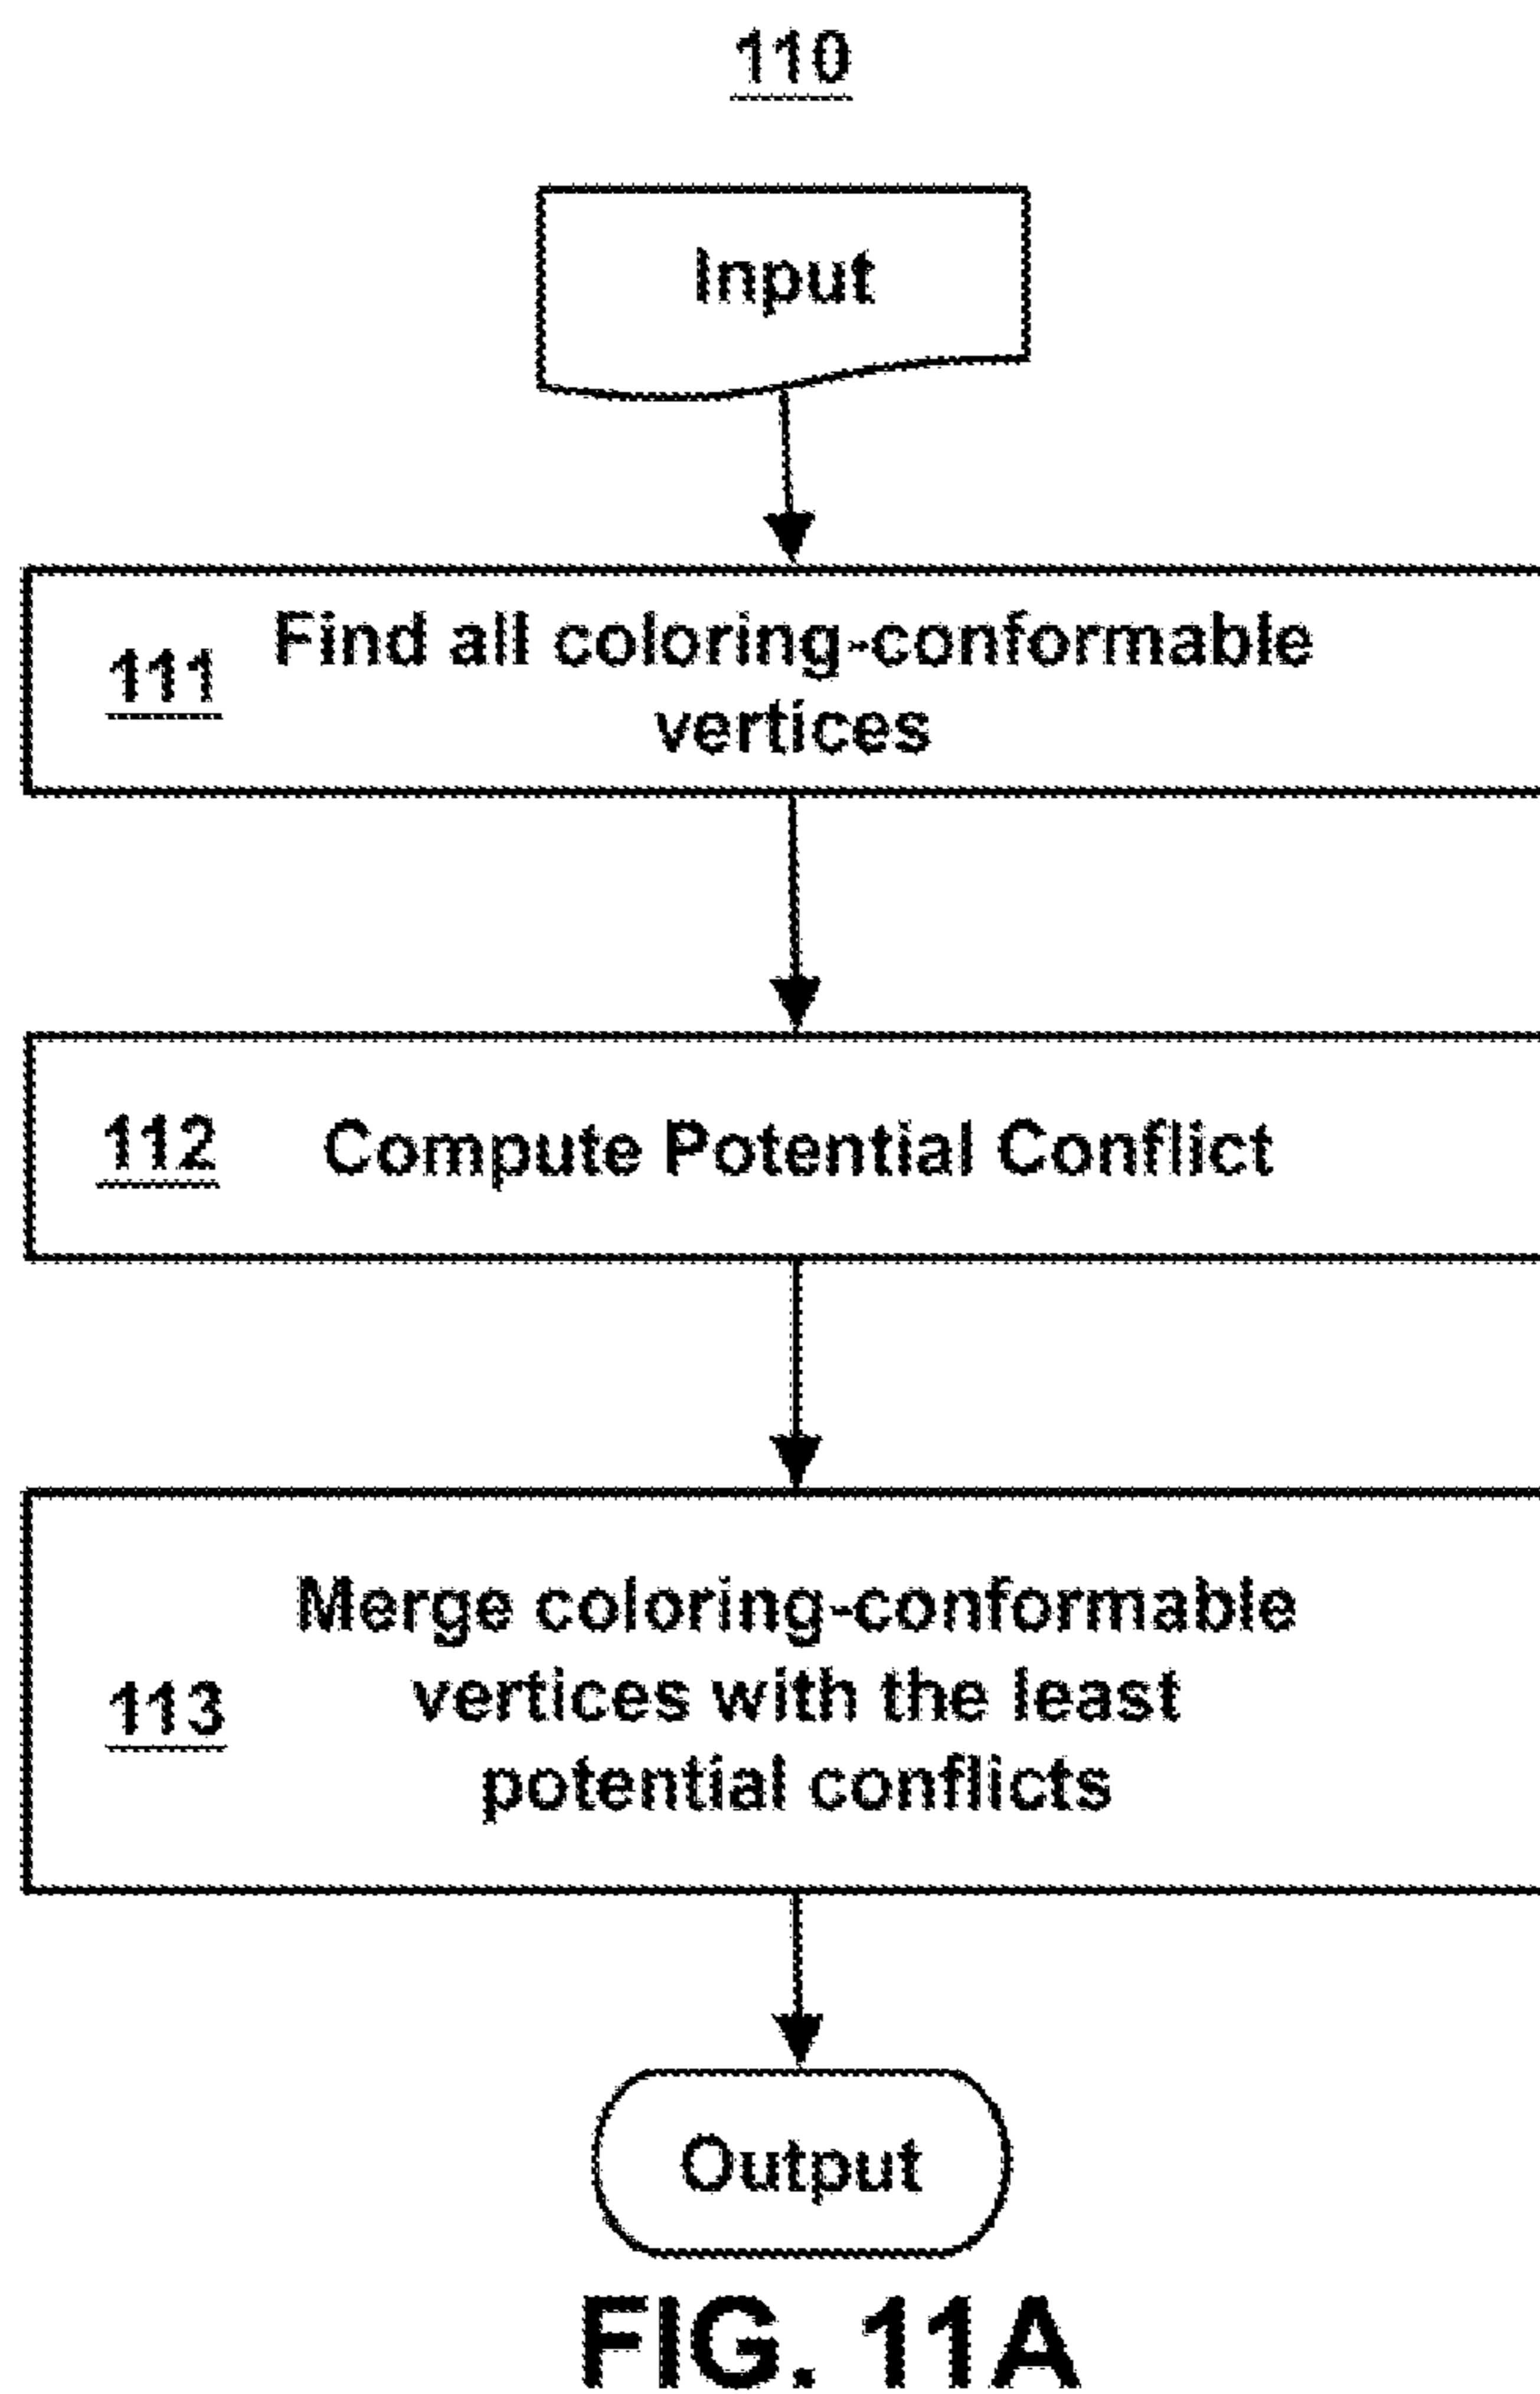 110
Input
111
Find all coloring-conformable
vertices
112
Compute Potential Conflict
113
Merge coloring-conformable
vertices with the least
potential conflicts
Output
FIG. 11A